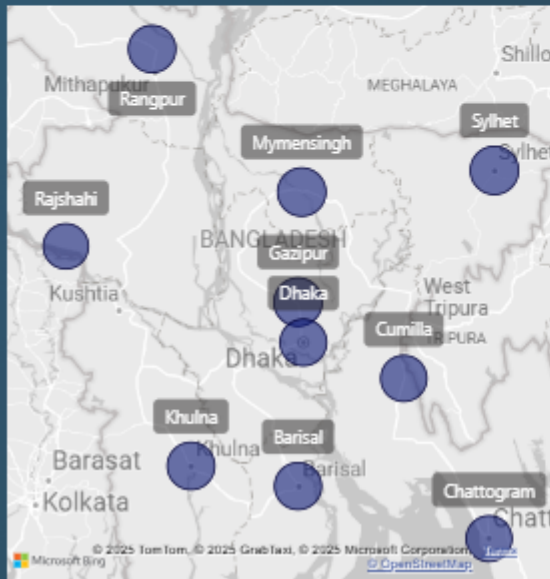 Shillo
MEGHALAYA
Mithapukur
Rangpur
Sylhet
Sylhe
Mymensingh
Rajshahi
BANGLADESH
Gazipur
Kushtia
Dhaka
West
Tripura
TRIPURA
Cumilla
Dhaka
Khulna
Khulna
Barisal
Barisal
Barasat
Kolkata
Chattogram
Chatt
© 2025 TomTom, © 2025 GrabTaxi, © 2025 Microsoft Corporation, Terms
Microsoft Bing
© OpenStreetMap